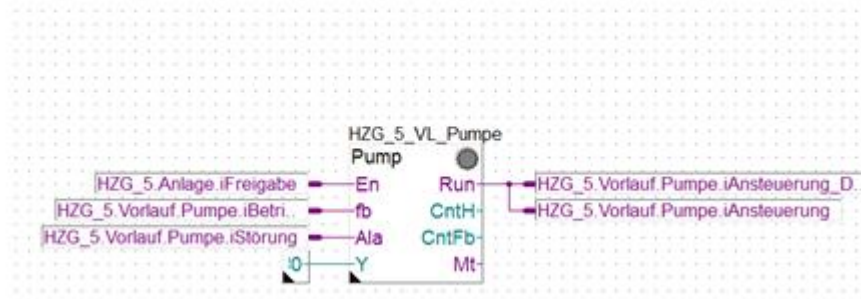 HZG_5_VL_Pumpe
Pump
HZG_5.Anlage.iFreigabe En Run HZG_5.Vorlauf.Pumpe.iAnsteuerung_D..
HZG_5.Vorlauf.Pumpe.iBetri.. fb CntH HZG_5.Vorlauf.Pumpe.iAnsteuerung
HZG_5.Vorlauf.Pumpe.iStörung Ala CntFb
Y Mt